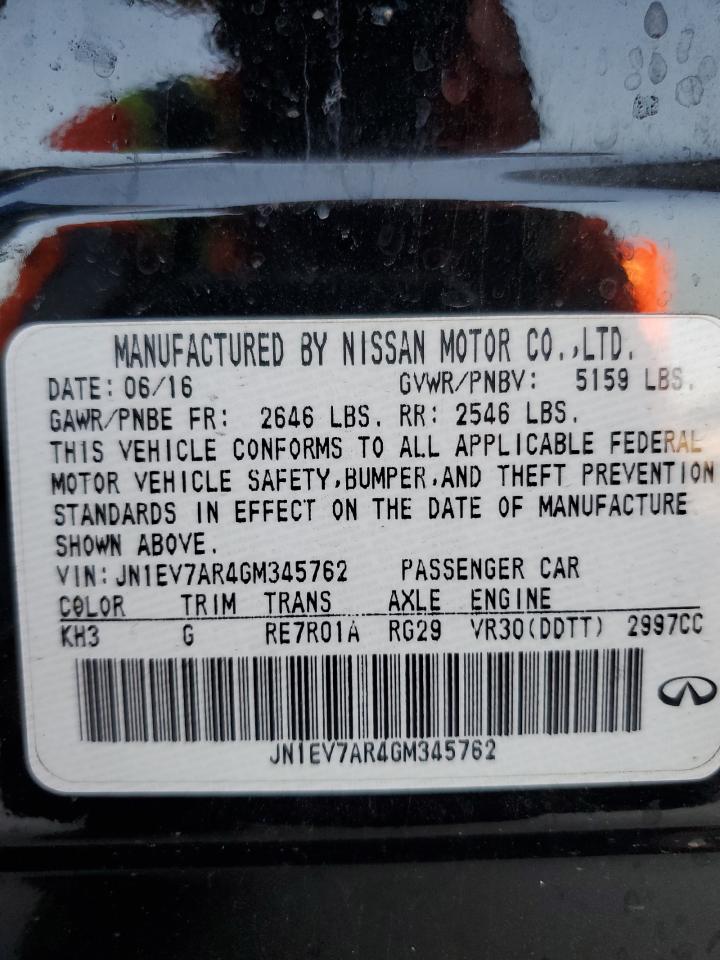 MANUFACTURED BY NISSAN MOTOR CO.,LTD.
DATE: 06/16 GVWR/PNBV: 5159 LBS.
GAWR/PNBE FR: 2646 LBS. RR: 2546 LBS.
THIS VEHICLE CONFORMS TO ALL APPLICABLE FEDERAL
MOTOR VEHICLE SAFETY,BUMPER,AND THEFT PREVENTION
STANDARDS IN EFFECT ON THE DATE OF MANUFACTURE
SHOWN ABOVE.
VIN: JN1EV7AR4GM345762 PASSENGER CAR
COLOR TRIM TRANS AXLE ENGINE
KH3 G RE7R01A RG29 VR30(DDTT) 2997CC
JN1EV7AR4GM345762